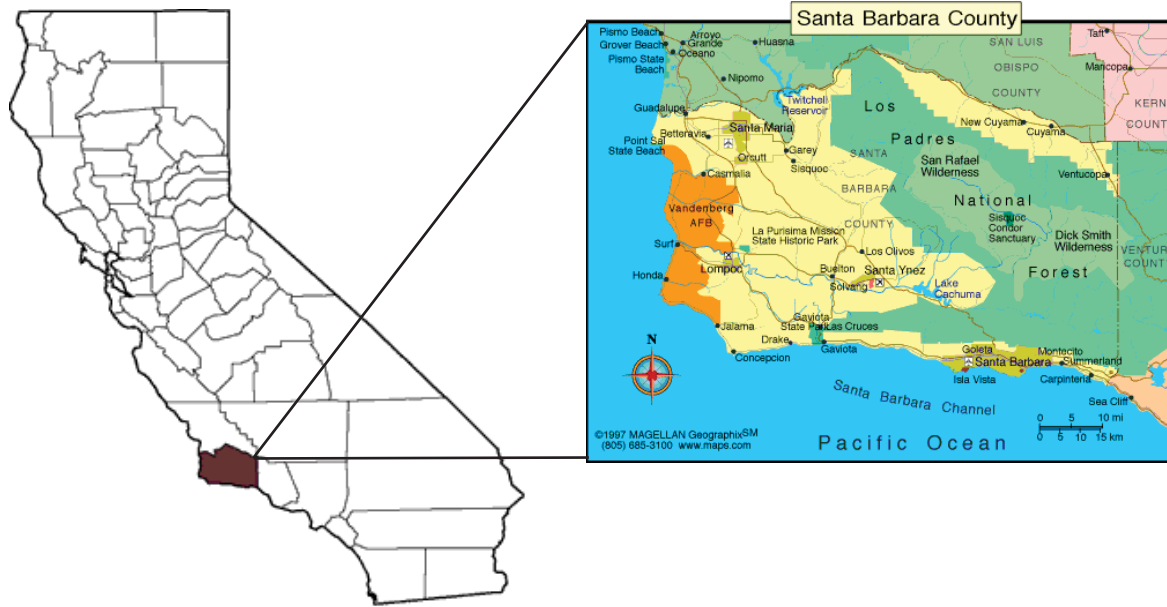 Santa Barbara County
Pismo Beach
Arroyo
Grande
Grover Beach
Oceano
Pismo State
Beach
Huasna
Nipomo
SAN LUIS
OBISPO
COUNTY
Taft
Maricopa
KERN
COUNT
Twitchell
Reservoir
Los
Guadalupe
Betteravia
Santa Maria
Point Sal
State Beach
Orcutt
Garey
Sisquoc
New Cuyama
Cuyama
Padres
SANTA
BARBARA
COUNTY
San Rafael
Wilderness
Ventucopa
Casmalia
Vandenberg
AFB
National
Sisquoc
Condor
Sanctuary
Dick Smith
Wilderness
VENTUR
COUNT
La Purisima Mission
State Historic Park
Surf
Los Olivos
Lompoc
Honda
Buelton
Santa Ynez
Solvang
Forest
Lake
Cachuma
Jalama
Gaviota
State Park
Las Cruces
Drake
Gaviota
Concepcion
Goleta
Montecito
Santa Barbara
Summerland
Isla Vista
Carpinteria
Sea Cliff
N
Santa Barbara Channel
0 5 10 mi
0 5 10 15 km
©1997 MAGELLAN Geographix SM
(805) 685-3100 www.maps.com
Pacific Ocean